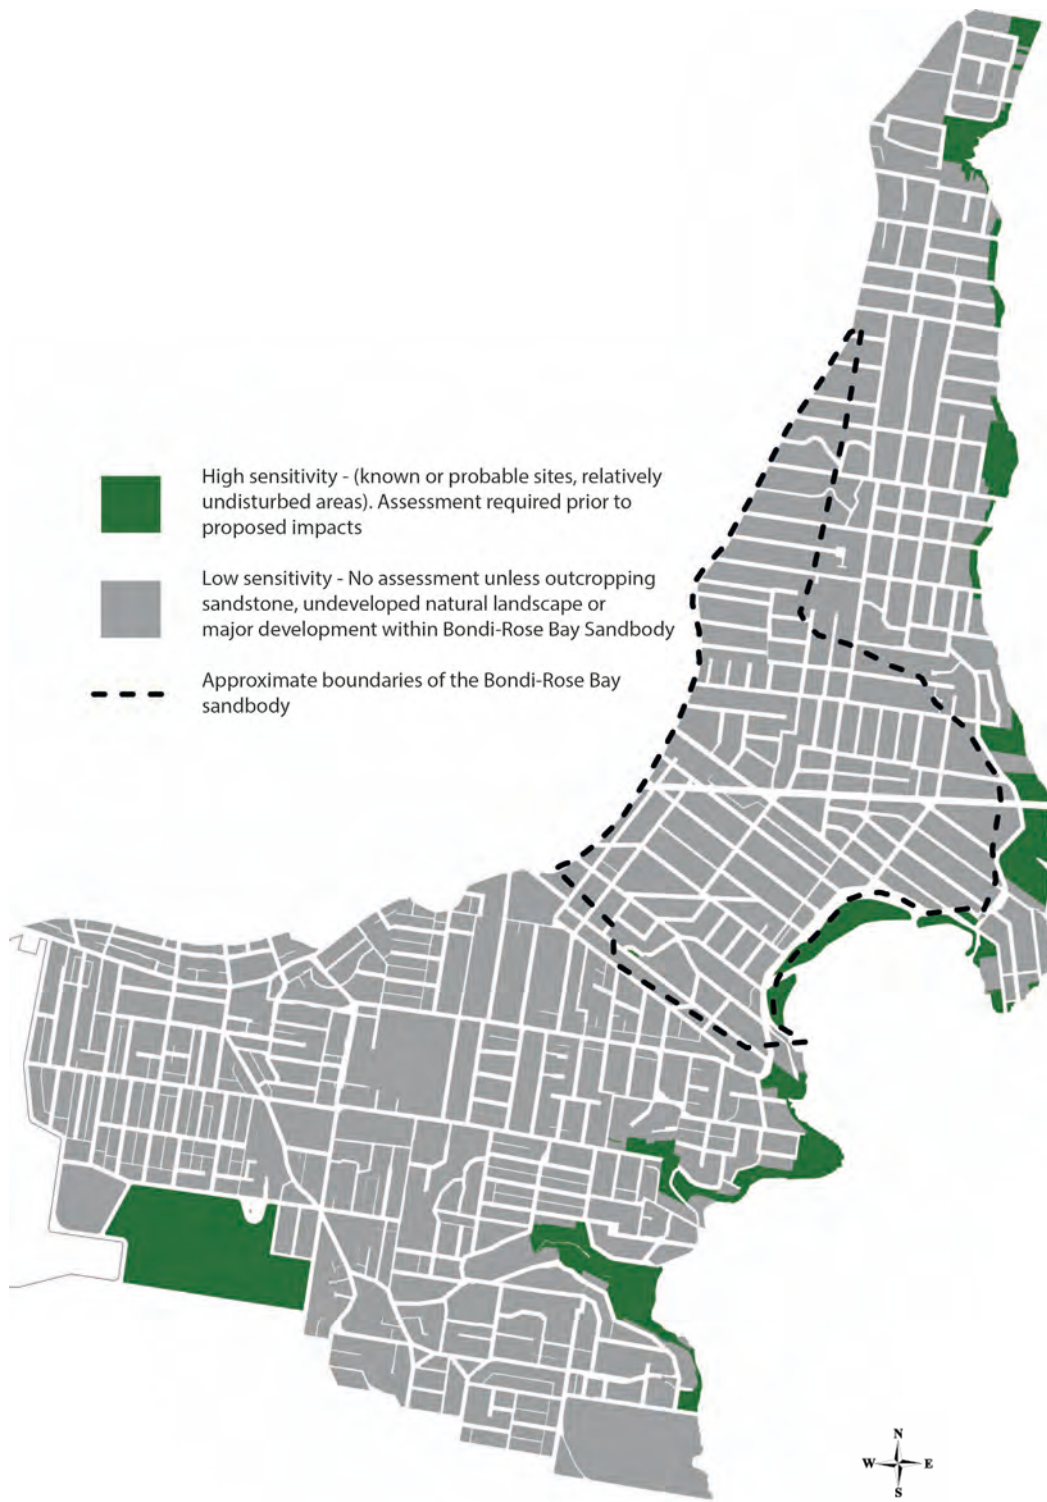 High sensitivity - (known or probable sites, relatively
undisturbed areas). Assessment required prior to
proposed impacts
Low sensitivity - No assessment unless outcropping
sandstone, undeveloped natural landscape or
major development within Bondi-Rose Bay Sandbody
Approximate boundaries of the Bondi-Rose Bay
sandbody
N
W E
S